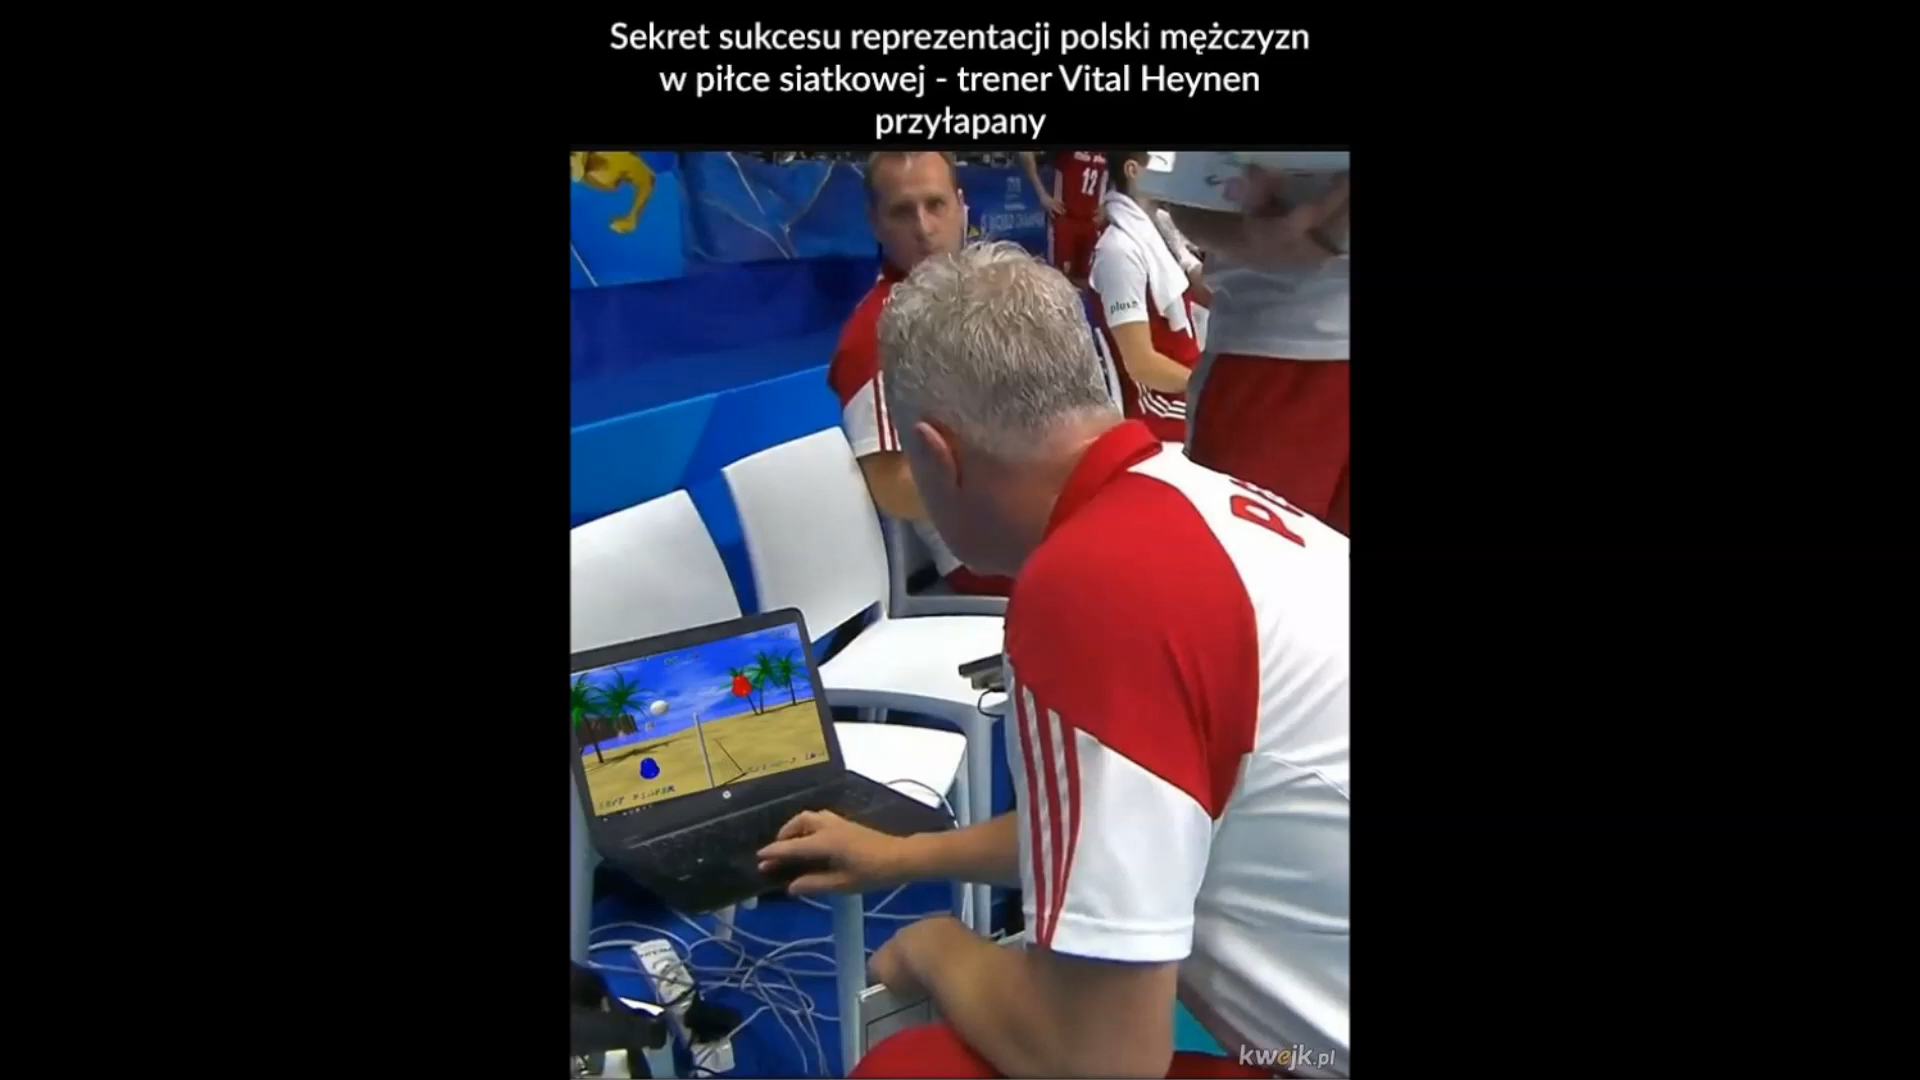 Sekret sukcesu reprezentacji polski mężczyzn
w piłce siatkowej - trener Vital Heynen
przyłapany
12
plus
kwejk.pl